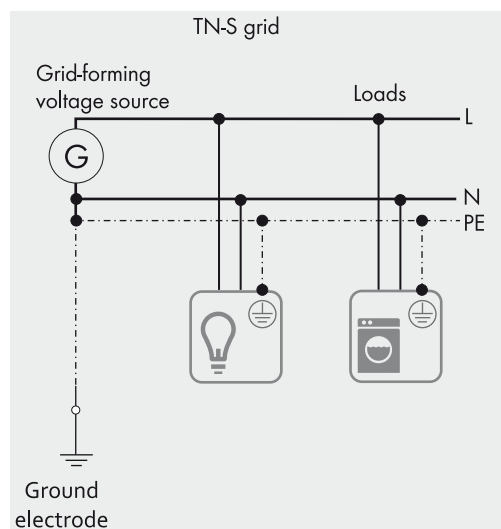 TN-S grid
Grid-forming
voltage source
Loads
L
G
N
PE
Ground
electrode